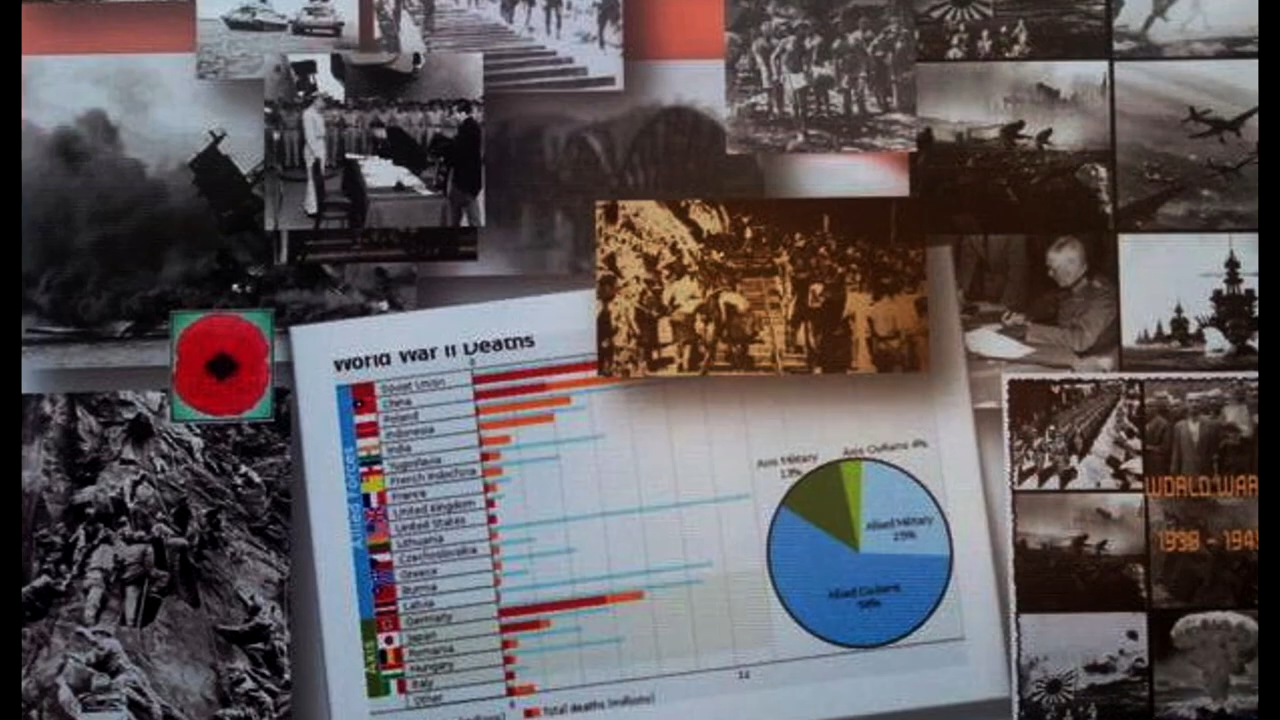 World War II Deaths
Soviet Union
China
Poland
Indonesia
India
Yugoslavia
French Indochina
France
United Kingdom
United States
Lithuania
Czechoslovakia
Greece
Burma
Latvia
Germany
Japan
Romania
Hungary
Italy
Other
Allied Forces
Axis
Axis Military
13%
Axis Civilians 4%
Allied Military
25%
Allied Civilians
58%
Total deaths (millions)
WORLD WAR